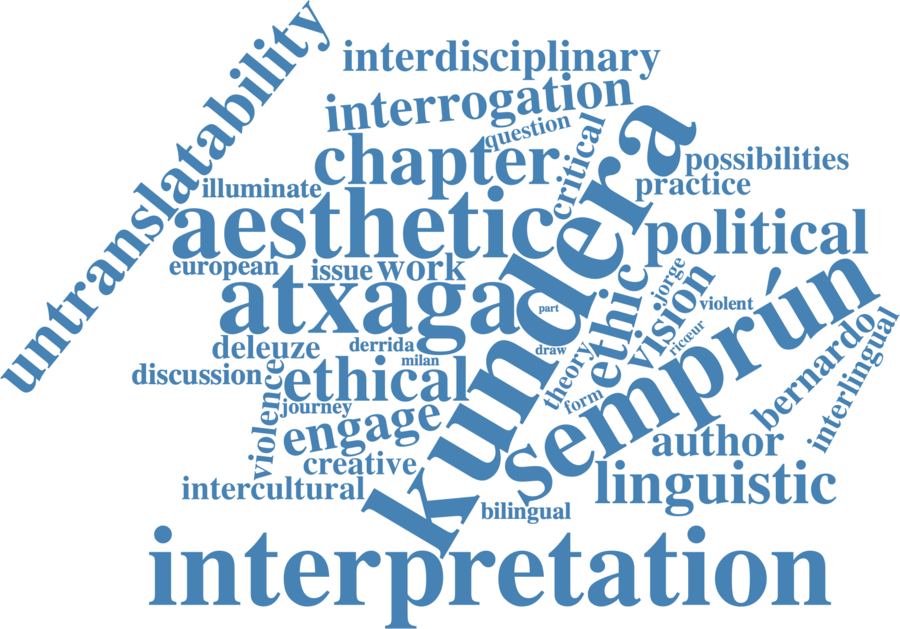 untranslatability
interdisciplinary
interrogation
question
chapter
critical
possibilities
practice
illuminate
aesthetic
kundera
political
european
issue
work
atxaga
part
ethic
jorge
vision
violent
semprún
deleuze
derrida
milan
draw
ricœur
bernardo
interlingual
discussion
violence
ethical
theory
form
journey
engage
creative
author
intercultural
linguistic
bilingual
interpretation